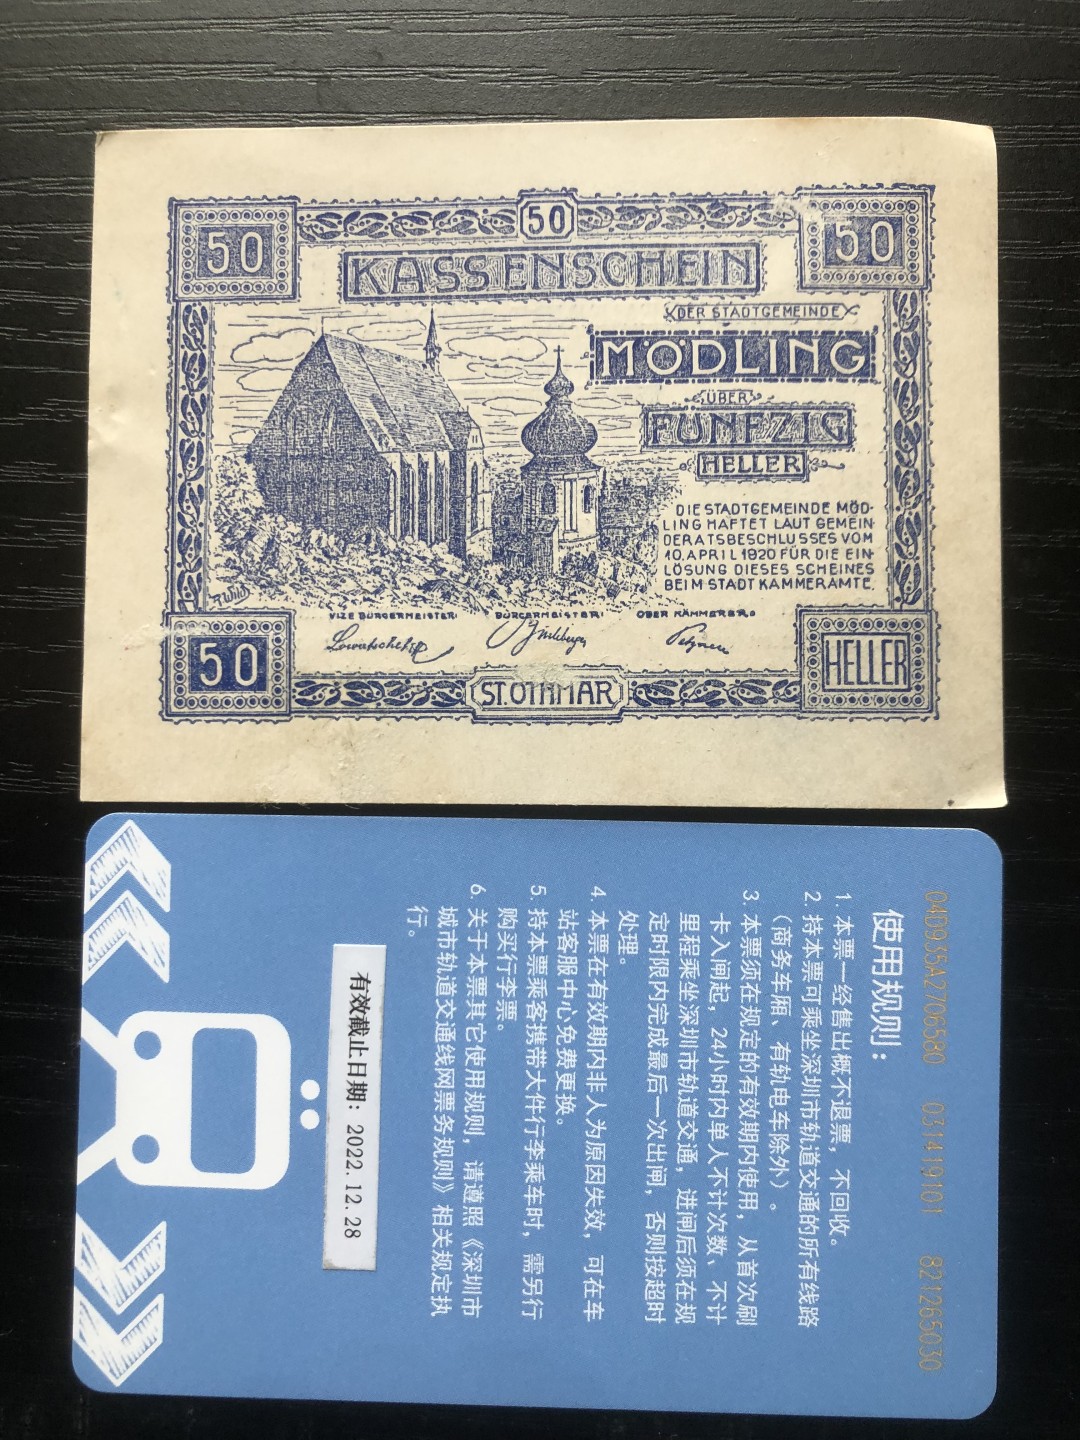 50
50
50
KASSENSCHEIN
DER STADTGEMEINDE
MÖDLING
ÜBER
FÜNFZIG
HELLER
DIE STADTGEMEINDE MÖD-
LING HAFTET LAUT GEMEIN-
DERATSBESCHLUSSES VOM
10. APRIL 1920 FÜR DIE EIN-
LÖSUNG DIESES SCHEINES
BEIM STADT KAMMERAMTE.
VIZE BÜRGERMEISTER:
BÜRGERMEISTER:
OBER KÄMMERER:
50
ST. OTHMAR
HELLER
04D935A2706580 031419101 821265030
使用规则：
1. 本票一经售出概不退票，不回收。
2. 持本票可乘坐深圳市轨道交通的所有线路
（商务车厢、有轨电车除外）。
3. 本票须在规定的有效期内使用，从首次刷
卡入闸起，24小时内单人不计次数、不计
里程乘坐深圳市轨道交通，进闸后须在规
定时限内完成最后一次出闸，否则按超时
处理。
4. 本票在有效期内非人为原因失效，可在车
站客服中心免费更换。
5. 持本票乘客携带大件行李乘车时，需另行
购买行李票。
6. 关于本票其它使用规则，请遵照《深圳市
城市轨道交通线网票务规则》相关规定执
行。
有效截止日期：2022.12.28